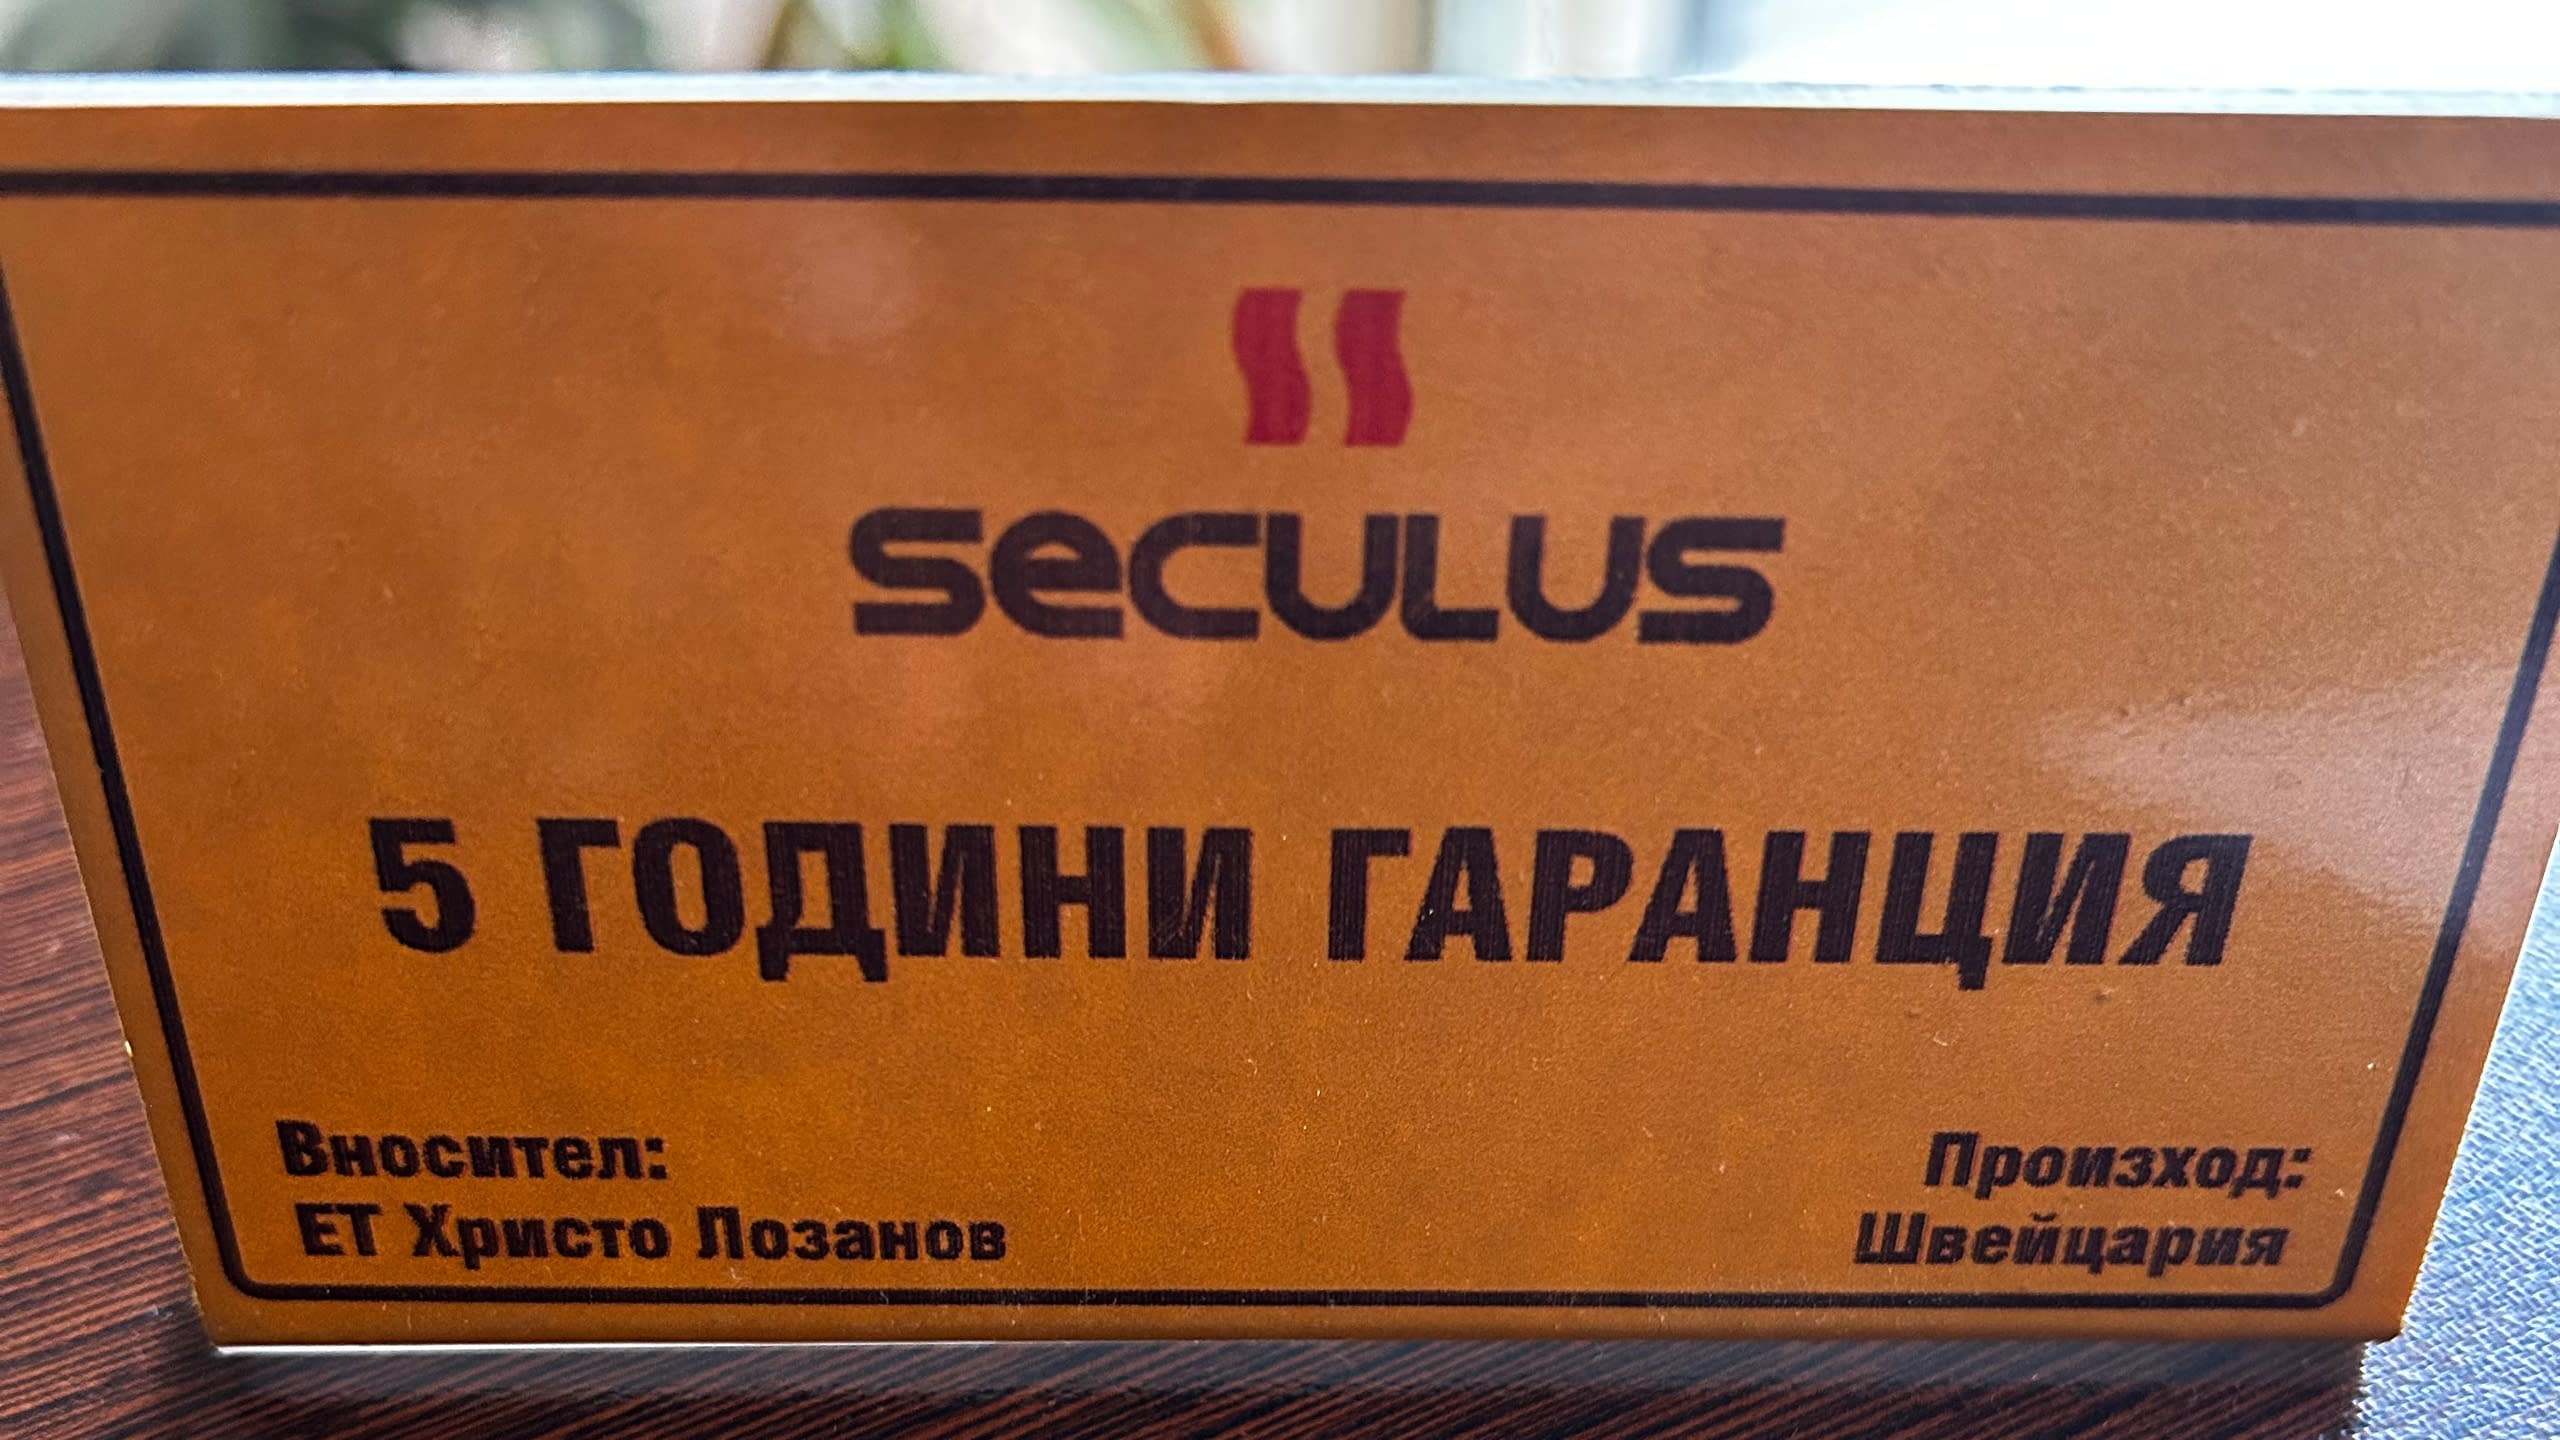 seculus
5 ГОДИНИ ГАРАНЦИЯ
Вносител:
ЕТ Христо Лозанов
Произход:
Швейцария